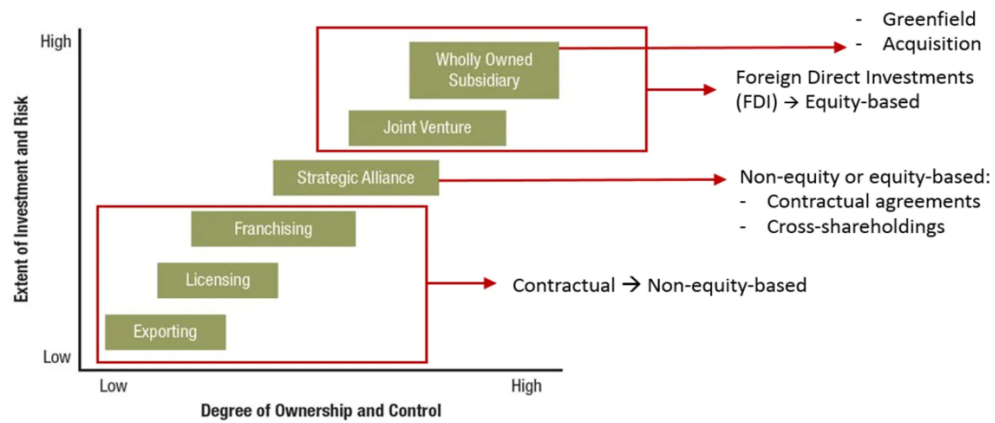 - Greenfield
- Acquisition
High
Wholly Owned
Subsidiary
Foreign Direct Investments
(FDI) → Equity-based
Joint Venture
Strategic Alliance
Non-equity or equity-based:
- Contractual agreements
- Cross-shareholdings
Franchising
Licensing
Contractual → Non-equity-based
Exporting
Low
Extent of Investment and Risk
Low
High
Degree of Ownership and Control